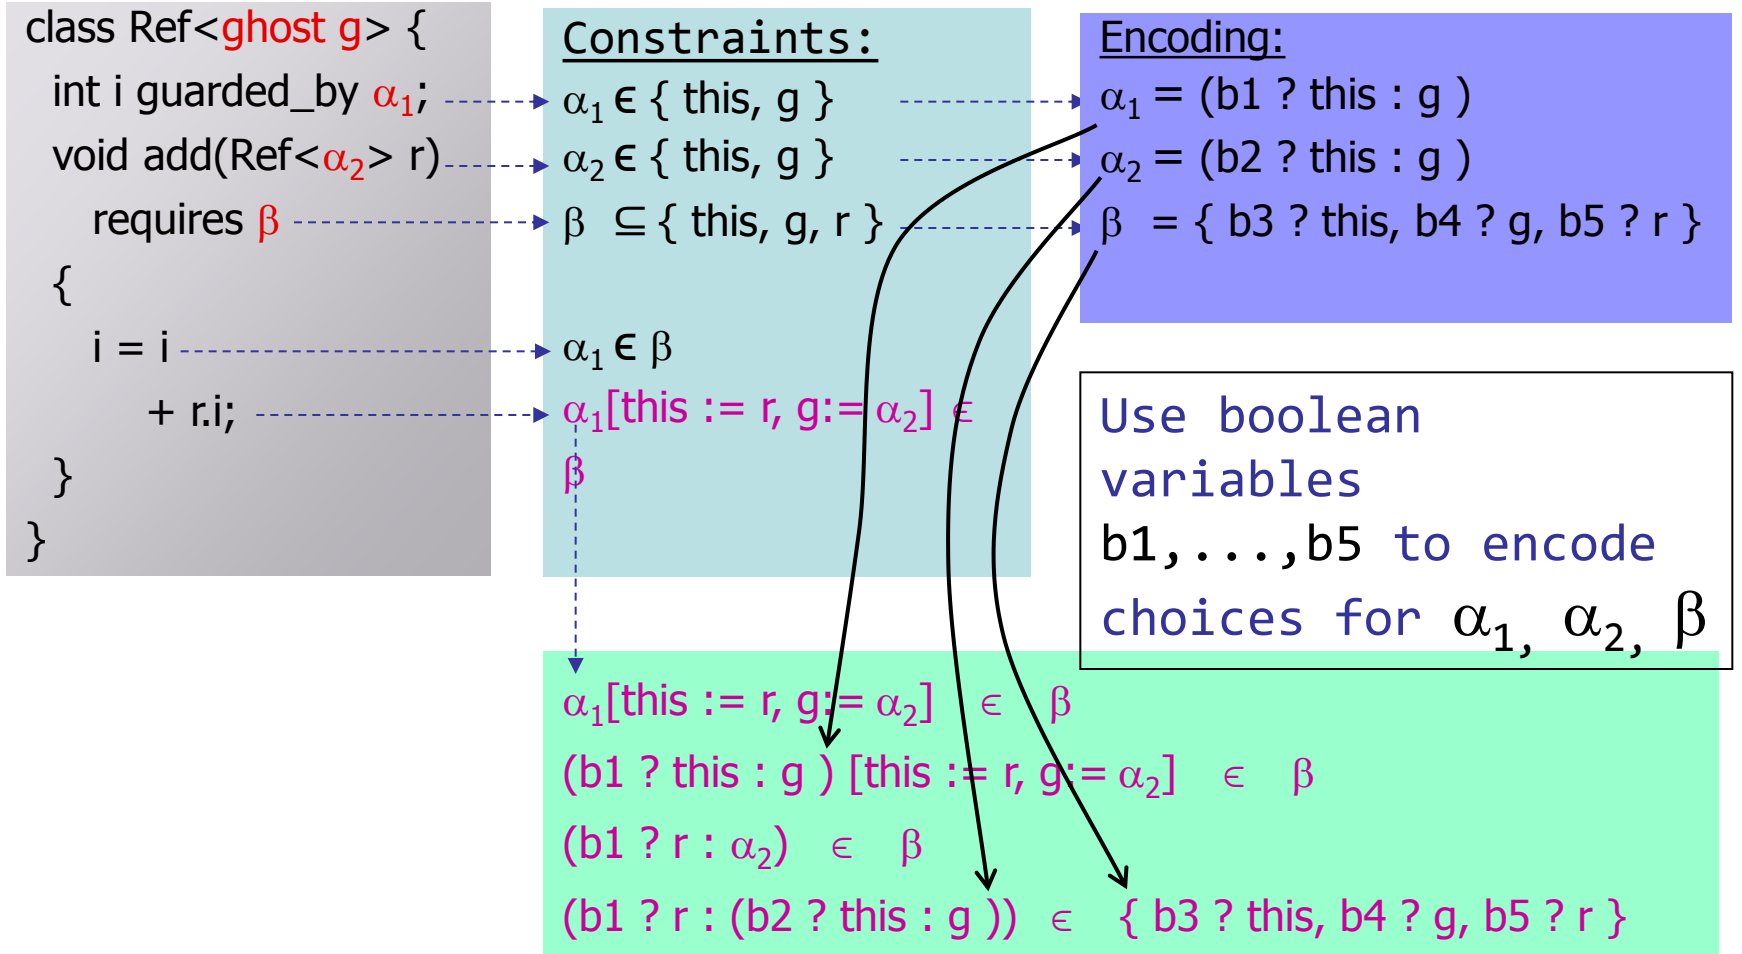 class Ref<ghost g> {
int i guarded_by α₁;
void add(Ref<α₂> r)
requires β
{
i = i
+ r.i;
}
}
Constraints:
α₁ ϵ { this, g }
α₂ ϵ { this, g }
β ⊆ { this, g, r }
α₁ ϵ β
α₁[this := r, g:= α₂] ∈
β
Encoding:
α₁ = (b1 ? this : g )
α₂ = (b2 ? this : g )
β = { b3 ? this, b4 ? g, b5 ? r }
Use boolean
variables
b1,...,b5 to encode
choices for α₁, α₂, β
α₁[this := r, g:= α₂] ∈ β
(b1 ? this : g ) [this := r, g:= α₂] ∈ β
(b1 ? r : α₂) ∈ β
(b1 ? r : (b2 ? this : g )) ∈ { b3 ? this, b4 ? g, b5 ? r }